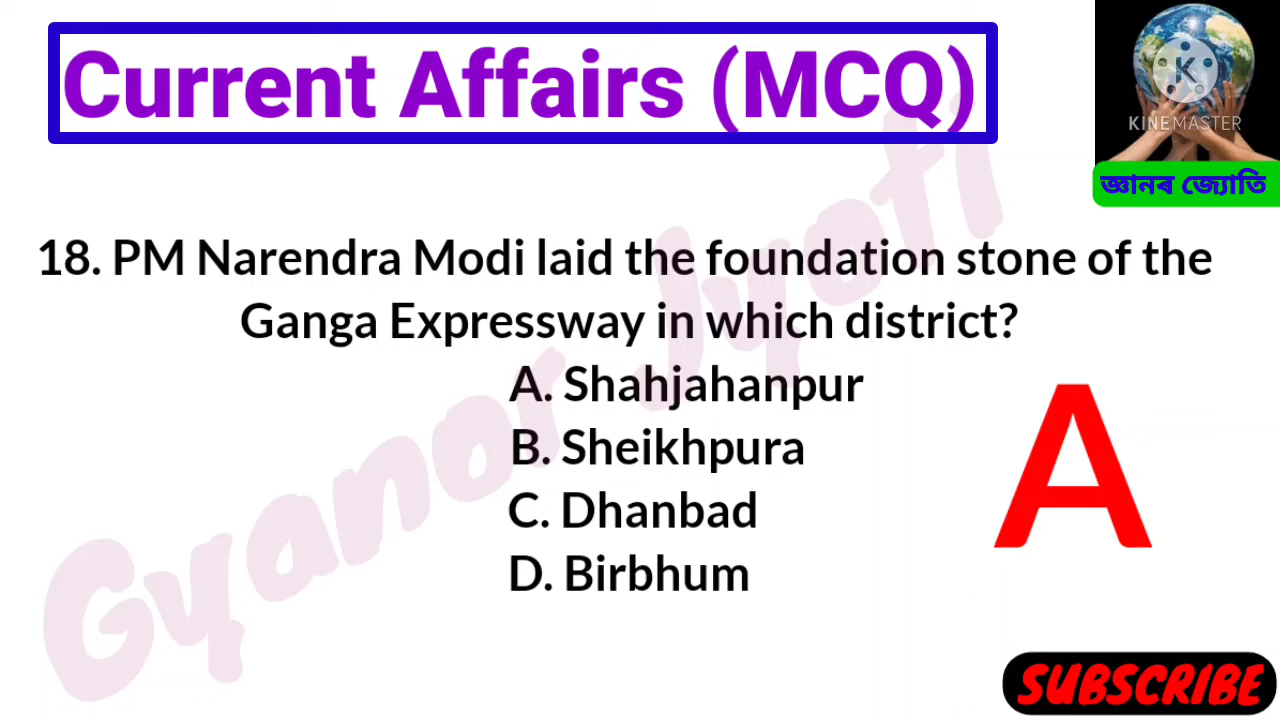 Current Affairs (MCQ)
K
KINEMASTER
জ্ঞানৰ জ্যোতি
18. PM Narendra Modi laid the foundation stone of the
Ganga Expressway in which district?
A. Shahjahanpur
B. Sheikhpura
C. Dhanbad
D. Birbhum
A
Gyanor Jyoti
SUBSCRIBE